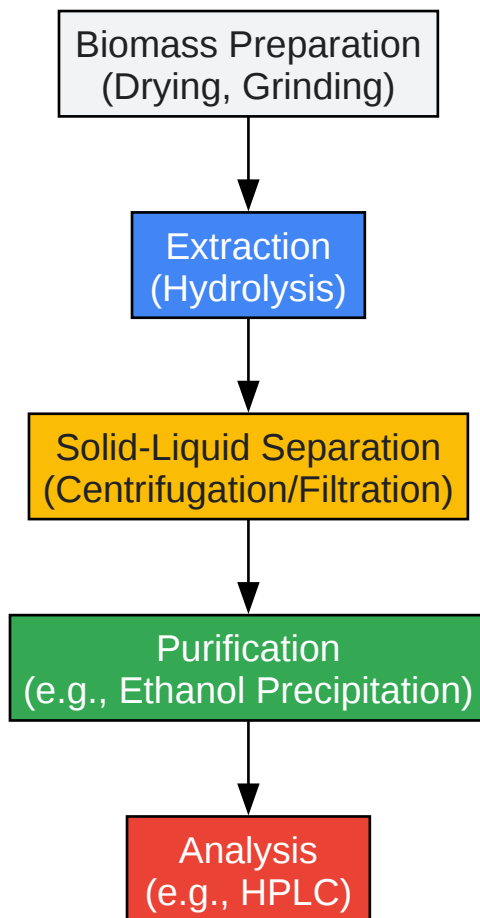 Biomass Preparation
(Drying, Grinding)
Extraction
(Hydrolysis)
Solid-Liquid Separation
(Centrifugation/Filtration)
Purification
(e.g., Ethanol Precipitation)
Analysis
(e.g., HPLC)